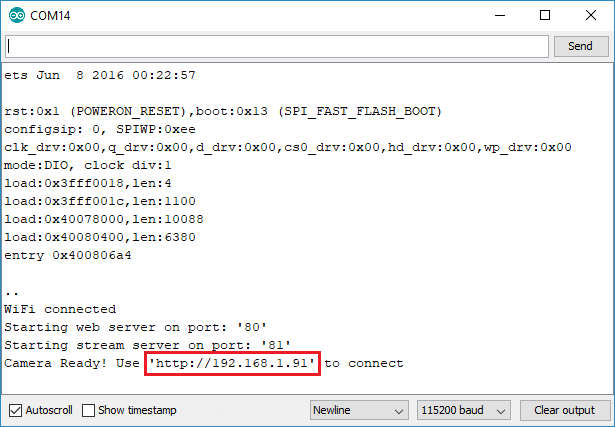 COM14
Send
ets Jun  8 2016 00:22:57
rst:0x1 (POWERON_RESET),boot:0x13 (SPI_FAST_FLASH_BOOT)
configsip: 0, SPIWP:0xee
clk_drv:0x00,q_drv:0x00,d_drv:0x00,cs0_drv:0x00,hd_drv:0x00,wp_drv:0x00
mode:DIO, clock div:1
load:0x3fff0018,len:4
load:0x3fff001c,len:1100
load:0x40078000,len:10088
load:0x40080400,len:6380
entry 0x400806a4
..
WiFi connected
Starting web server on port: '80'
Starting stream server on port: '81'
Camera Ready! Use 'http://192.168.1.91' to connect
Autoscroll Show timestamp Newline 115200 baud Clear output